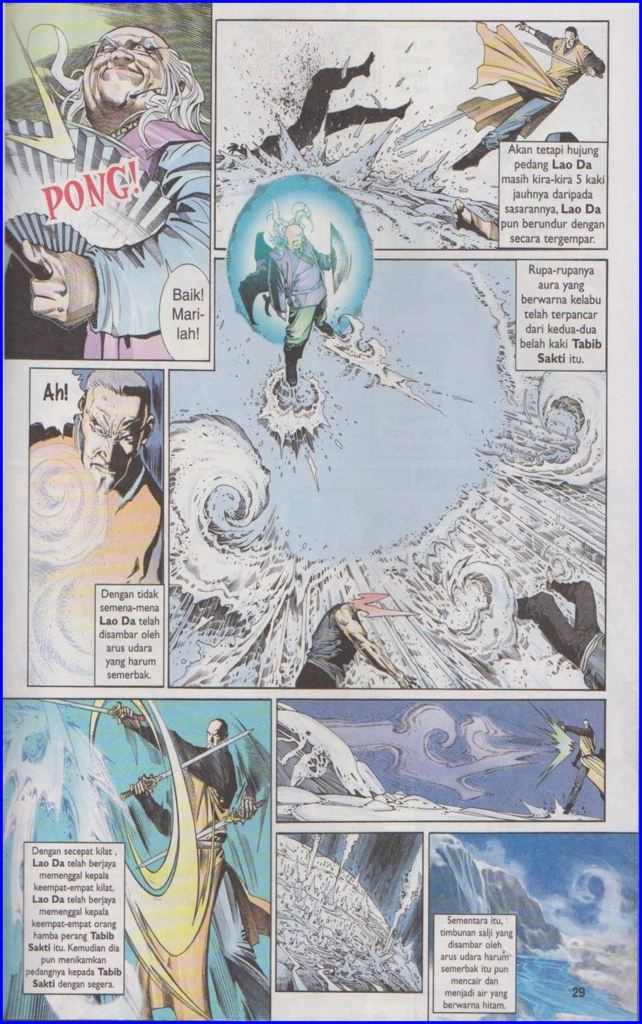 PONG!
Baik!
Mari-
lah!
Akan tetapi hujung
pedang Lao Da
masih kira-kira 5 kaki
jauhnya daripada
sasarannya, Lao Da
pun berundur dengan
secara tergempar.
Rupa-rupanya
aura yang
berwarna kelabu
telah terpancar
dari kedua-dua
belah kaki Tabib
Sakti itu.
Ah!
Dengan tidak
semena-mena
Lao Da telah
disambar oleh
arus udara
yang harum
semerbak.
Dengan secepat kilat ,
Lao Da telah berjaya
memenggal kepala
keempat-empat kilat,
Lao Da telah berjaya
memenggal kepala
keempat-empat orang
hamba perang Tabib
Sakti itu. Kemudian dia
pun menikamkan
pedangnya kepada Tabib
Sakti dengan segera.
Sementara itu,
timbunan salji yang
disambar oleh
arus udara harum
semerbak itu pun
mencair dan
menjadi air yang
berwarna hitam.
29